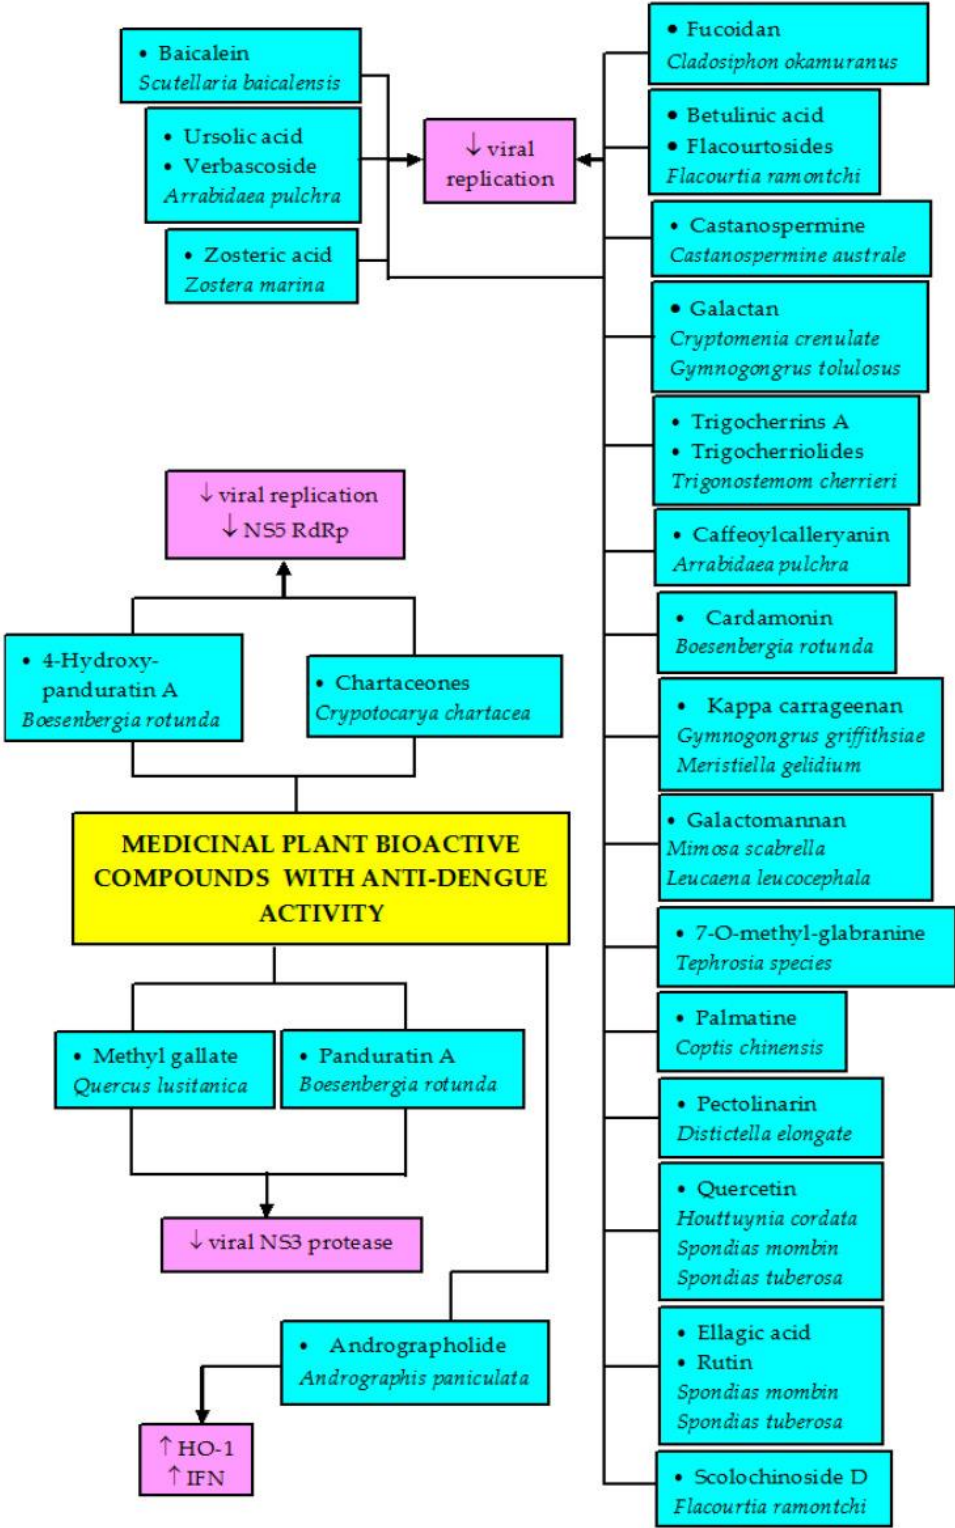 • Baicalein
Scutellaria baicalensis
• Ursolic acid
• Verbascoside
Arrabidaea pulchra
• Zosteric acid
Zostera marina
↓ viral
replication
• Fucoidan
Cladosiphon okamuranus
• Betulinic acid
• Flacourtosides
Flacourtia ramontchi
• Castanospermine
Castanospermine australe
• Galactan
Cryptomenia crenulate
Gymnogongrus tolulosus
• Trigocherrins A
• Trigocherriolides
Trigonostemom cherrieri
• Caffeoylcalleryanin
Arrabidaea pulchra
• Cardamonin
Boesenbergia rotunda
• Kappa carrageenan
Gymnogongrus griffithsiae
Meristiella gelidium
• Galactomannan
Mimosa scabrella
Leucaena leucocephala
• 7-O-methyl-glabranine
Tephrosia species
• Palmatine
Coptis chinensis
• Pectolinarin
Distictella elongate
• Quercetin
Houttuynia cordata
Spondias mombin
Spondias tuberosa
• Ellagic acid
• Rutin
Spondias mombin
Spondias tuberosa
• Scolochinoside D
Flacourtia ramontchi
↓ viral replication
↓ NS5 RdRp
• 4-Hydroxy-
panduratin A
Boesenbergia rotunda
• Chartaceones
Crypotocarya chartacea
MEDICINAL PLANT BIOACTIVE
COMPOUNDS WITH ANTI-DENGUE
ACTIVITY
• Methyl gallate
Quercus lusitanica
• Panduratin A
Boesenbergia rotunda
↓ viral NS3 protease
• Andrographolide
Andrographis paniculata
↑ HO-1
↑ IFN